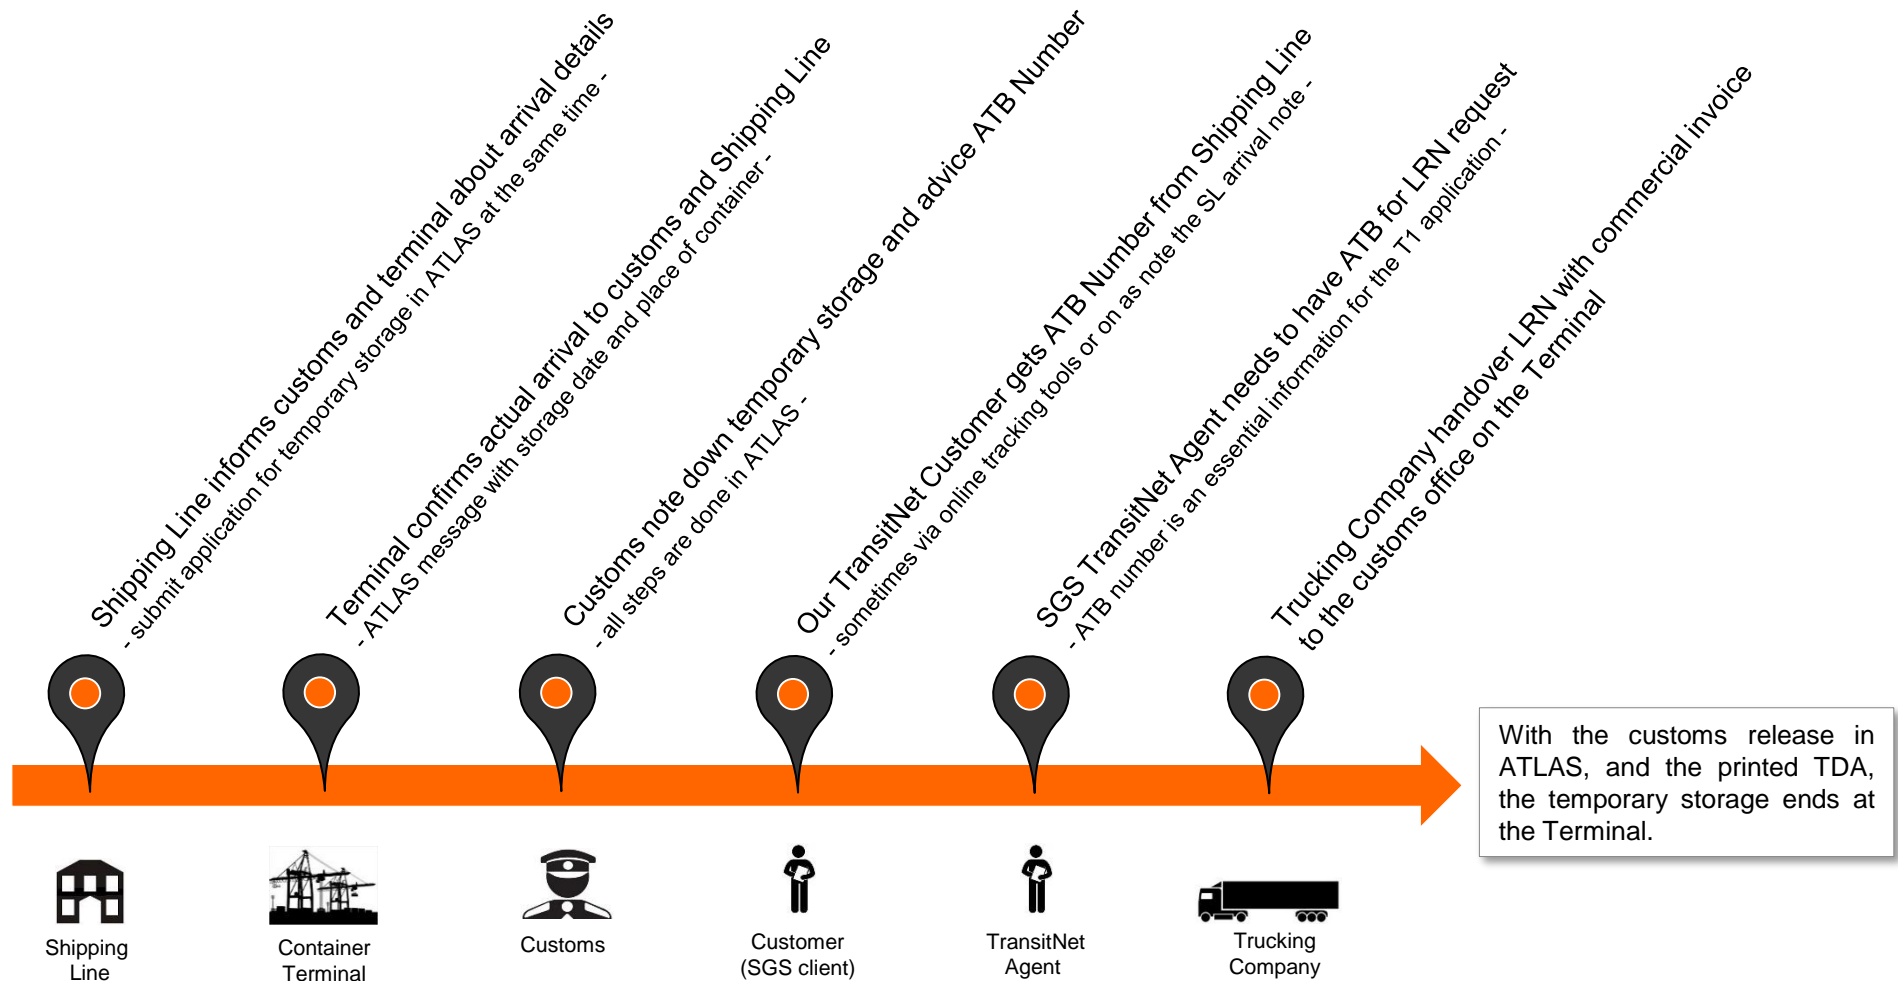 Shipping Line informs customs and terminal about arrival details
- submit application for temporary storage in ATLAS at the same time -
Terminal confirms actual arrival to customs and Shipping Line
- ATLAS message with storage date and place of container -
Customs note down temporary storage and advice ATB Number
- all steps are done in ATLAS -
Our TransitNet Customer gets ATB Number from Shipping Line
- sometimes via online tracking tools or on as note the SL arrival note -
SGS TransitNet Agent needs to have ATB for LRN request
- ATB number is an essential information for the T1 application -
Trucking Company handover LRN with commercial invoice
to the customs office on the Terminal
With the customs release in
ATLAS, and the printed TDA,
the temporary storage ends at
the Terminal.
Shipping
Line
Container
Terminal
Customs
Customer
(SGS client)
TransitNet
Agent
Trucking
Company